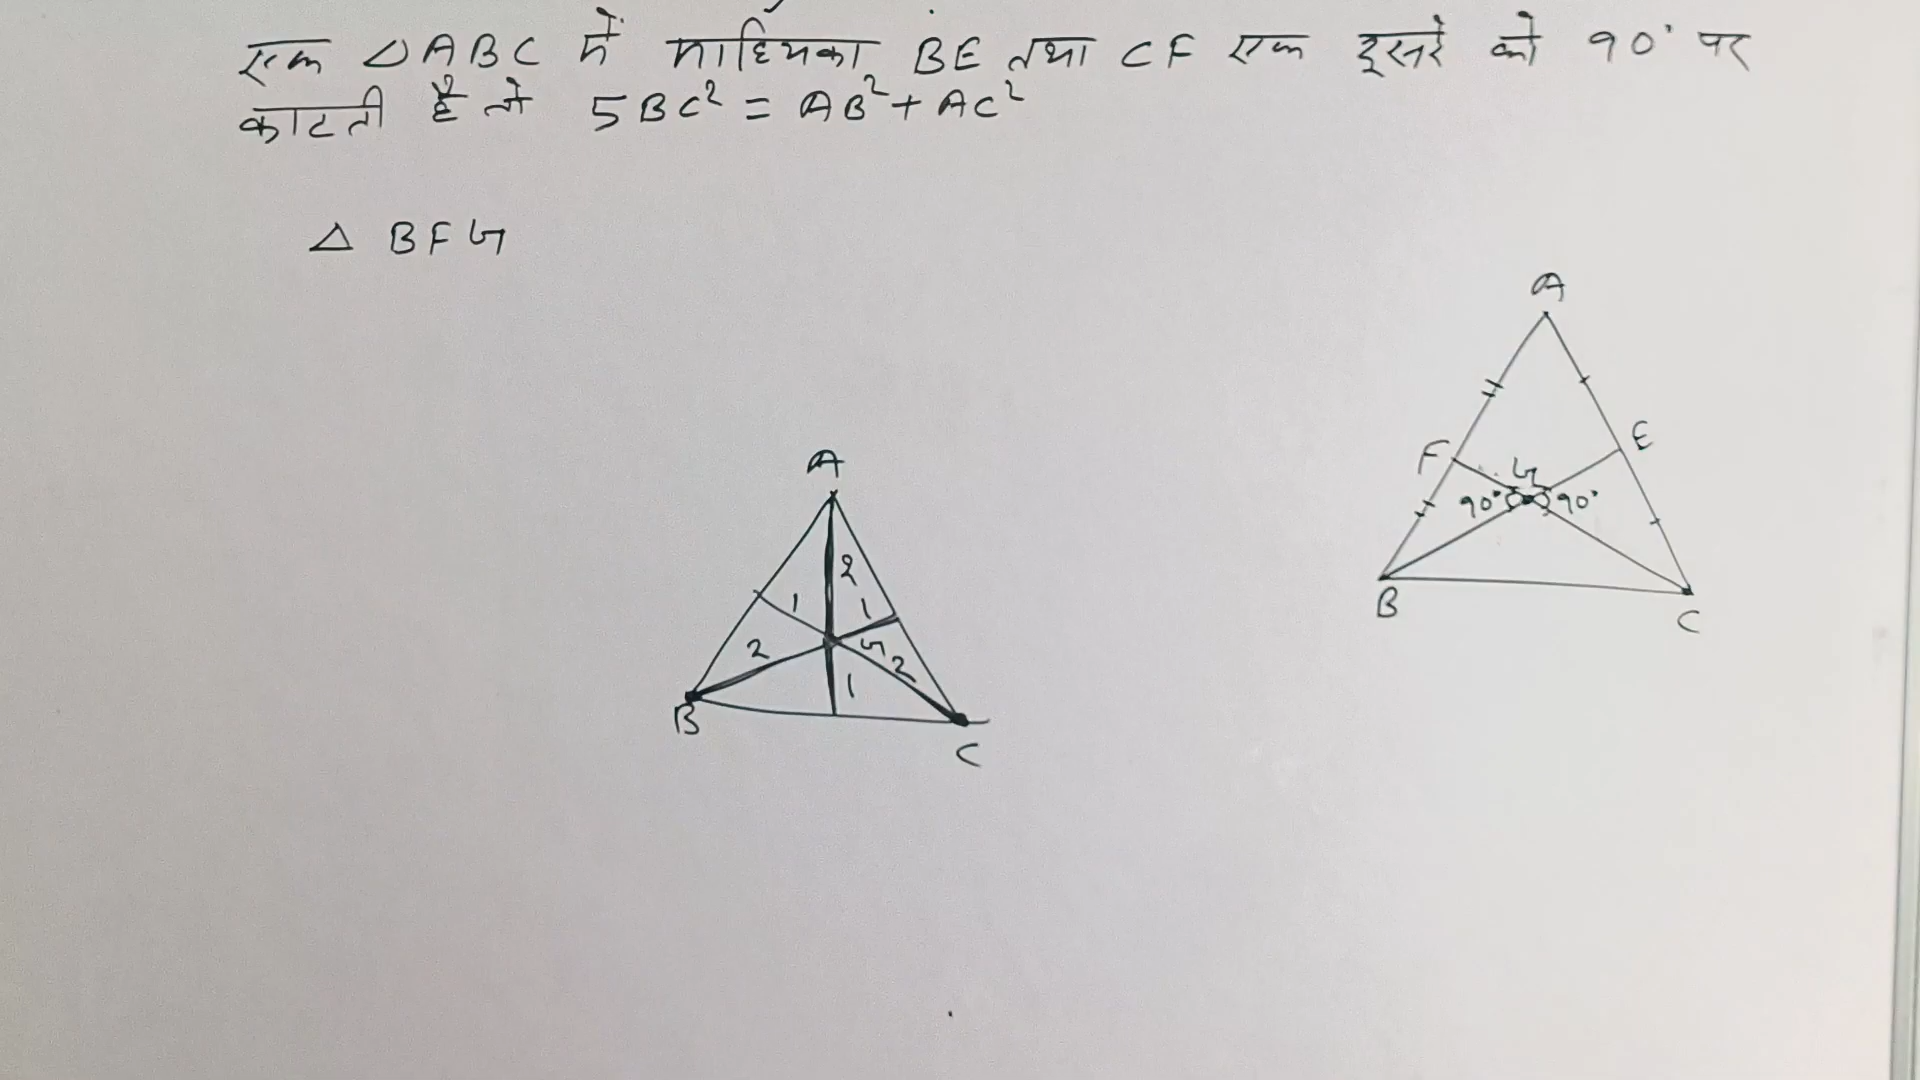 एक △ABC में माध्यिका BE तथा CF एक दूसरे को 90° पर
काटती है तो 5BC² = AB² + AC²
△ BFG
A
F
E
G
90°
90°
B
C
A
2
1
1
2
G
2
1
B
C